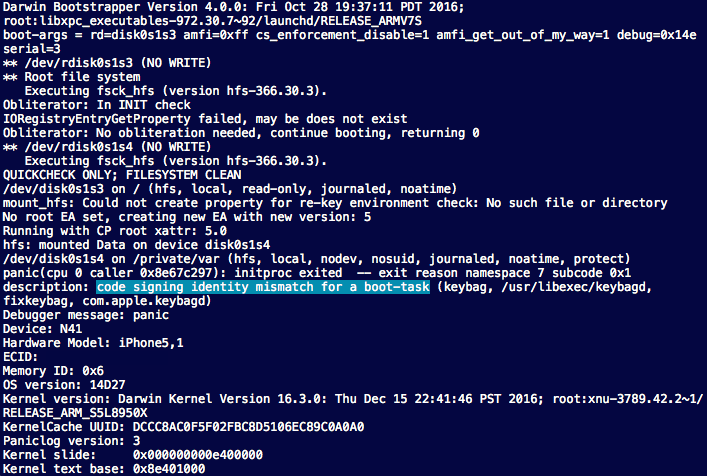 Darwin Bootstrapper Version 4.0.0: Fri Oct 28 19:37:11 PDT 2016;
root:libxpc_executables-972.30.7~92/launchd/RELEASE_ARMV7S
boot-args = rd=disk0s1s3 amfi=0xff cs_enforcement_disable=1 amfi_get_out_of_my_way=1 debug=0x14e
serial=3
** /dev/rdisk0s1s3 (NO WRITE)
** Root file system
   Executing fsck_hfs (version hfs-366.30.3).
Obliterator: In INIT check
IORegistryEntryGetProperty failed, may be does not exist
Obliterator: No obliteration needed, continue booting, returning 0
** /dev/rdisk0s1s4 (NO WRITE)
   Executing fsck_hfs (version hfs-366.30.3).
QUICKCHECK ONLY; FILESYSTEM CLEAN
/dev/disk0s1s3 on / (hfs, local, read-only, journaled, noatime)
mount_hfs: Could not create property for re-key environment check: No such file or directory
No root EA set, creating new EA with new version: 5
Running with CP root xattr: 5.0
hfs: mounted Data on device disk0s1s4
/dev/disk0s1s4 on /private/var (hfs, local, nodev, nosuid, journaled, noatime, protect)
panic(cpu 0 caller 0x8e67c297): initproc exited  -- exit reason namespace 7 subcode 0x1
description: code signing identity mismatch for a boot-task (keybag, /usr/libexec/keybagd,
fixkeybag, com.apple.keybagd)
Debugger message: panic
Device: N41
Hardware Model: iPhone5,1
ECID:
Memory ID: 0x6
OS version: 14D27
Kernel version: Darwin Kernel Version 16.3.0: Thu Dec 15 22:41:46 PST 2016; root:xnu-3789.42.2~1/
RELEASE_ARM_S5L8950X
KernelCache UUID: DCCC8AC0F5F02FBC8D5106EC89C0A0A0
Paniclog version: 3
Kernel slide:     0x000000000e400000
Kernel text base: 0x8e401000